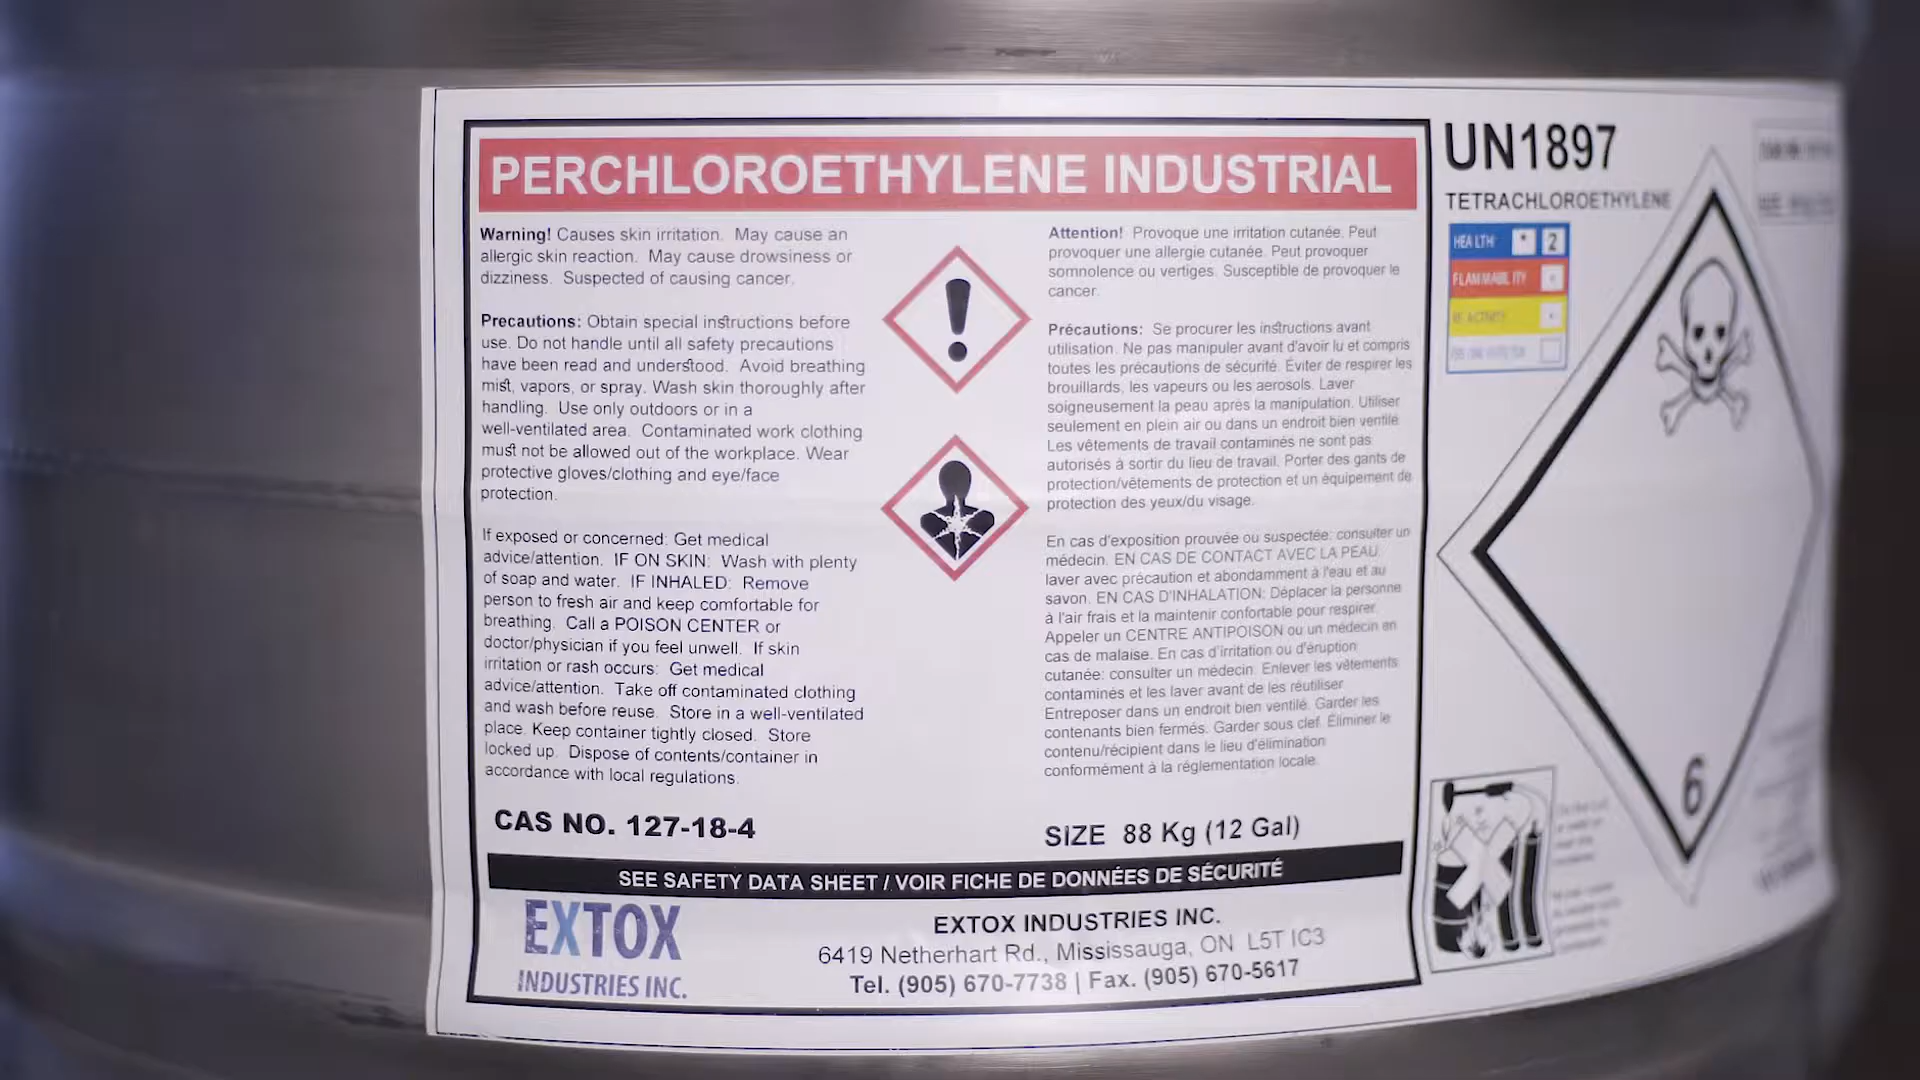 PERCHLOROETHYLENE INDUSTRIAL
Warning! Causes skin irritation. May cause an
allergic skin reaction. May cause drowsiness or
dizziness. Suspected of causing cancer.
Precautions: Obtain special instructions before
use. Do not handle until all safety precautions
have been read and understood. Avoid breathing
mist, vapors, or spray. Wash skin thoroughly after
handling. Use only outdoors or in a
well-ventilated area. Contaminated work clothing
must not be allowed out of the workplace. Wear
protective gloves/clothing and eye/face
protection.
If exposed or concerned: Get medical
advice/attention. IF ON SKIN: Wash with plenty
of soap and water. IF INHALED: Remove
person to fresh air and keep comfortable for
breathing. Call a POISON CENTER or
doctor/physician if you feel unwell. If skin
irritation or rash occurs: Get medical
advice/attention. Take off contaminated clothing
and wash before reuse. Store in a well-ventilated
place. Keep container tightly closed. Store
locked up. Dispose of contents/container in
accordance with local regulations.
CAS NO. 127-18-4
Attention! Provoque une irritation cutanée. Peut
provoquer une allergie cutanée. Peut provoquer
somnolence ou vertiges. Susceptible de provoquer le
cancer.
Précautions: Se procurer les instructions avant
utilisation. Ne pas manipuler avant d'avoir lu et compris
toutes les précautions de sécurité. Éviter de respirer les
brouillards, les vapeurs ou les aerosols. Laver
soigneusement la peau après la manipulation. Utiliser
seulement en plein air ou dans un endroit bien ventilé.
Les vêtements de travail contaminés ne sont pas
autorisés à sortir du lieu de travail. Porter des gants de
protection/vêtements de protection et un équipement de
protection des yeux/du visage.
En cas d'exposition prouvée ou suspectée: consulter un
médecin. EN CAS DE CONTACT AVEC LA PEAU:
laver avec précaution et abondamment à l'eau et au
savon. EN CAS D'INHALATION: Déplacer la personne
à l'air frais et la maintenir confortable pour respirer.
Appeler un CENTRE ANTIPOISON ou un médecin en
cas de malaise. En cas d'irritation ou d'éruption
cutanée: consulter un médecin. Enlever les vêtements
contaminés et les laver avant de les réutiliser
Entreposer dans un endroit bien ventilé. Garder les
contenants bien fermés. Garder sous clef. Éliminer le
contenu/récipient dans le lieu d'élimination
conformément à la réglementation locale.
SIZE 88 Kg (12 Gal)
SEE SAFETY DATA SHEET / VOIR FICHE DE DONNÉES DE SÉCURITÉ
EXTOX
INDUSTRIES INC.
EXTOX INDUSTRIES INC.
6419 Netherhart Rd., Mississauga, ON L5T IC3
Tel. (905) 670-7738 | Fax. (905) 670-5617
UN1897
TETRACHLOROETHYLENE
HEALTH * 2
FLAMMABILITY
6